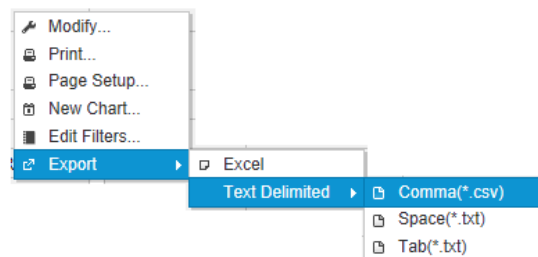 Modify...
Print...
Page Setup...
New Chart...
Edit Filters...
Export
Excel
Text Delimited
Comma(*.csv)
Space(*.txt)
Tab(*.txt)